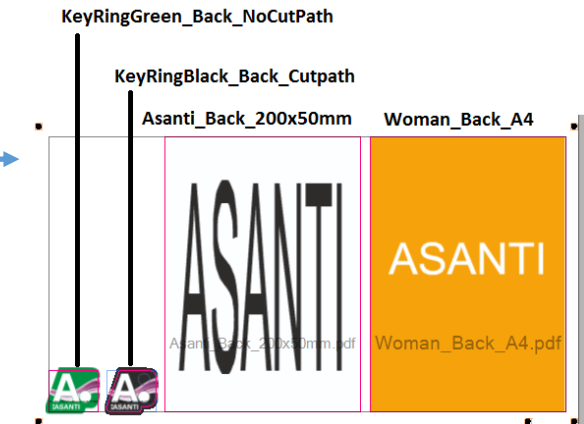 KeyRingGreen_Back_NoCutPath
KeyRingBlack_Back_Cutpath
Asanti_Back_200x50mm
Woman_Back_A4
ASANTI
ASANTI
Asanti_Back_200x50mm.pdf
Woman_Back_A4.pdf
A.
ASANTI
A.
ASANTI